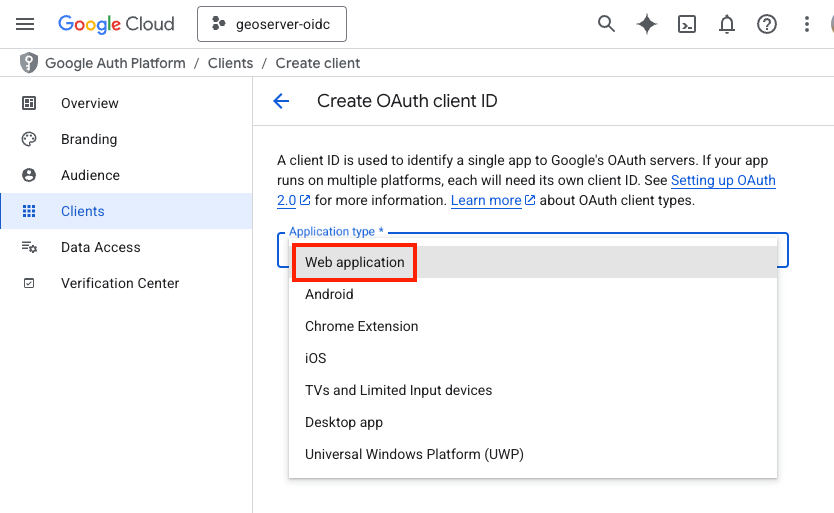 Google Cloud
geoserver-oidc
Google Auth Platform / Clients / Create client
Overview
Branding
Audience
Clients
Data Access
Verification Center
Create OAuth client ID
A client ID is used to identify a single app to Google's OAuth servers. If your app
runs on multiple platforms, each will need its own client ID. See Setting up OAuth
2.0 for more information. Learn more about OAuth client types.
Application type *
Web application
Android
Chrome Extension
iOS
TVs and Limited Input devices
Desktop app
Universal Windows Platform (UWP)